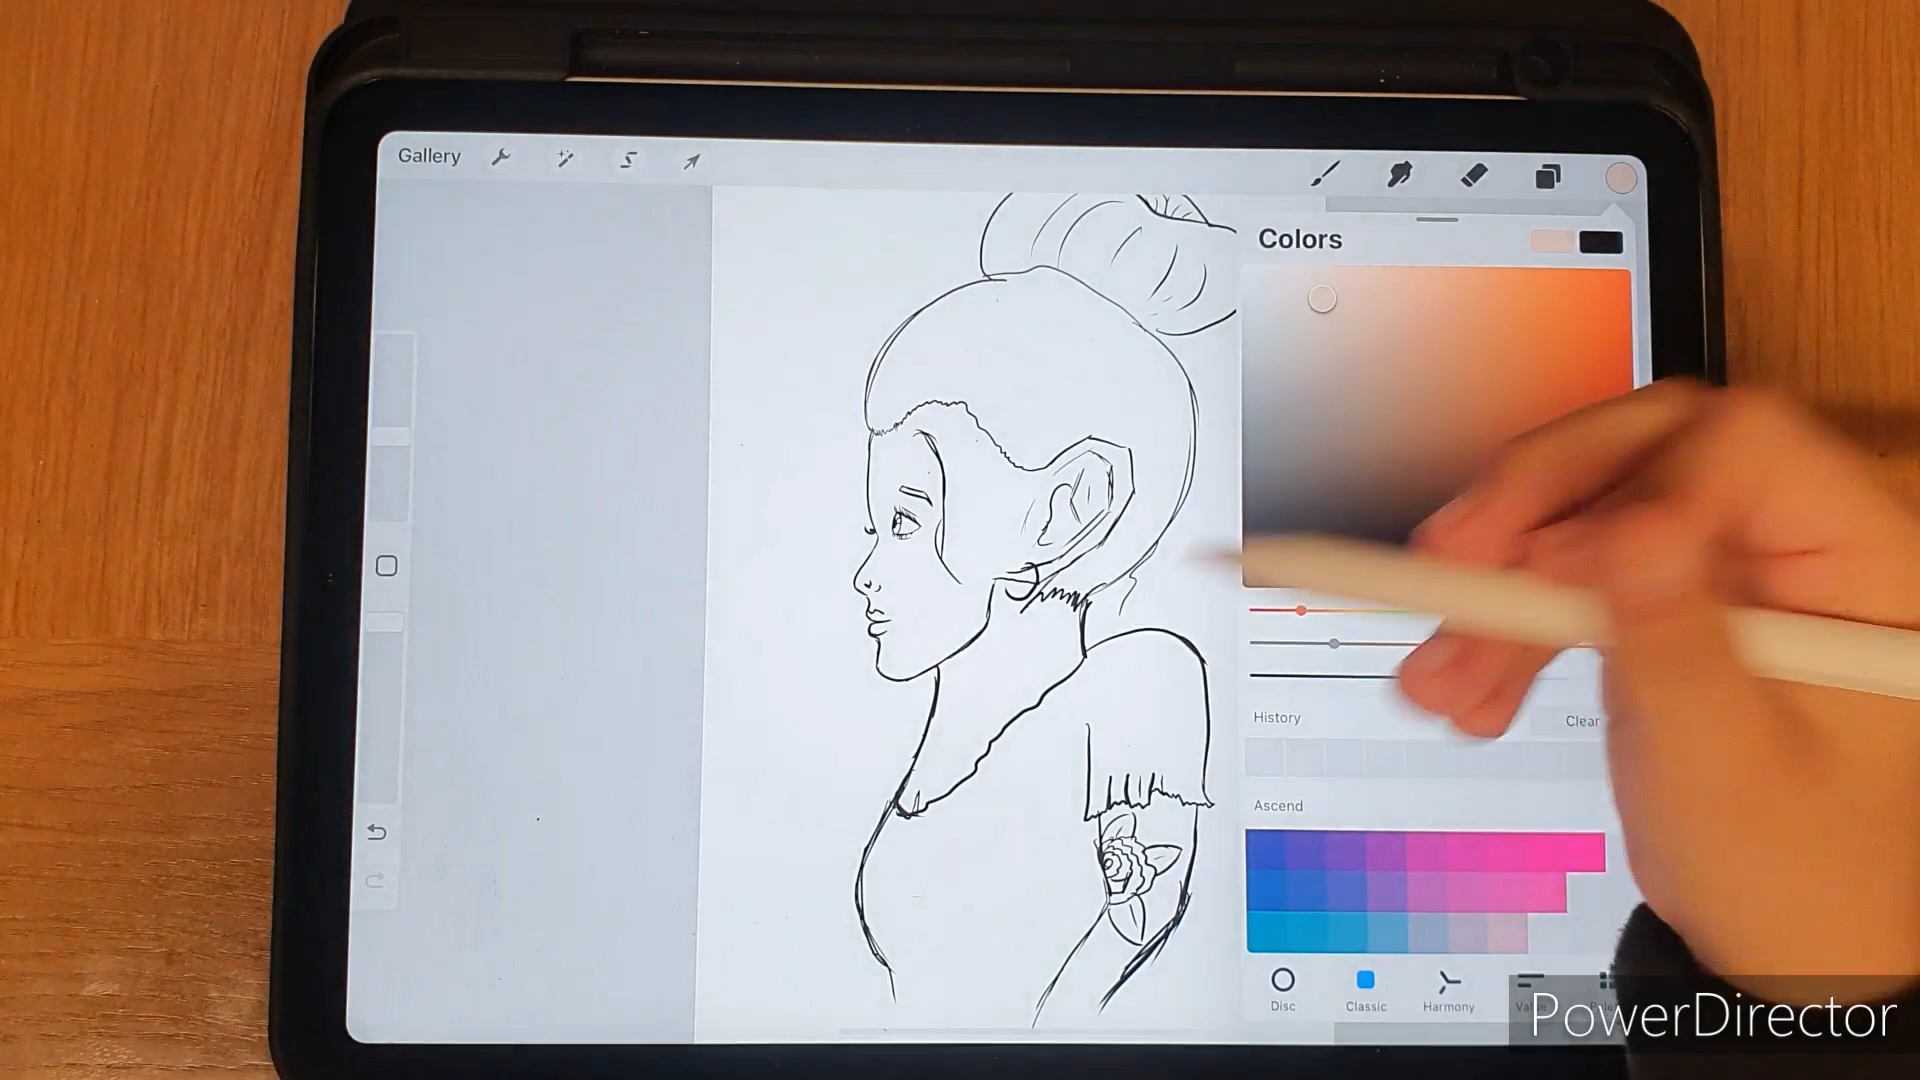 Gallery
Colors
History
Clear
Ascend
Disc
Classic
Harmony
PowerDirector